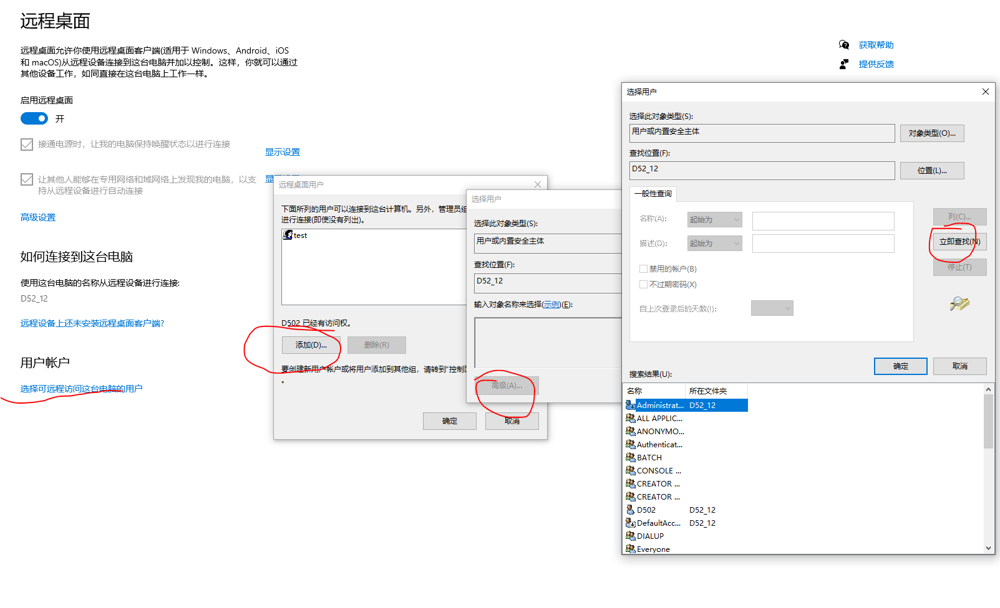 远程桌面
远程桌面允许你使用远程桌面客户端(适用于 Windows、Android、iOS
和 macOS)从远程设备连接到这台电脑并加以控制。这样，你就可以通过
其他设备工作，如同直接在这台电脑上工作一样。
启用远程桌面
开
接通电源时，让我的电脑保持唤醒状态以进行连接
显示设置
让其他人能够在专用网络和域网络上发现我的电脑，以支
持从远程设备进行自动连接
高级设置
如何连接到这台电脑
使用这台电脑的名称从远程设备进行连接:
D52_12
远程设备上还未安装远程桌面客户端?
用户帐户
选择可远程访问这台电脑的用户
获取帮助
提供反馈
远程桌面用户
下面所列的用户可以连接到这台计算机。另外，管理员组
进行连接(即使没有列出)。
test
D502 已经有访问权。
添加(D)...
删除(R)
要创建新用户帐户或将用户添加到其他组，请转到"控制
。
确定
取消
选择用户
选择此对象类型(S):
用户或内置安全主体
查找位置(F):
D52_12
输入对象名称来选择(示例)(E):
高级(A)...
选择用户
选择此对象类型(S):
用户或内置安全主体
对象类型(O)...
查找位置(F):
D52_12
位置(L)...
一般性查询
名称(A):
起始为
描述(D):
起始为
禁用的帐户(B)
不过期密码(X)
自上次登录后的天数(I):
列(C)...
立即查找(N)
停止(T)
确定
取消
搜索结果(U):
名称 所在文件夹
Administrat... D52_12
ALL APPLIC...
ANONYMO...
Authenticat...
BATCH
CONSOLE ...
CREATOR ...
CREATOR ...
D502 D52_12
DefaultAcc... D52_12
DIALUP
Everyone